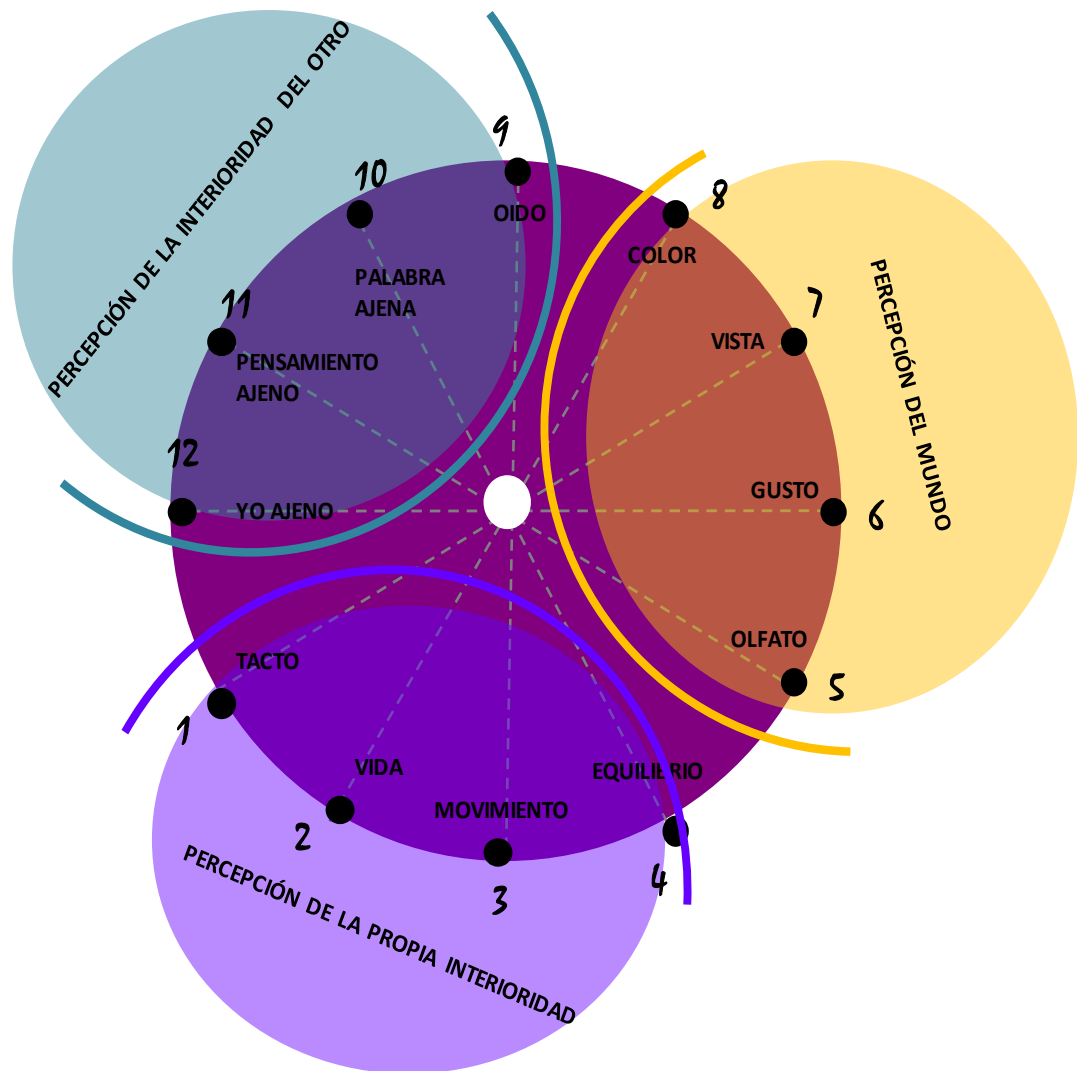 PERCEPCIÓN DE LA INTERIORIDAD DEL OTRO
9
OIDO
10
PALABRA
AJENA
11
PENSAMIENTO
AJENO
12
YO AJENO
8
COLOR
7
VISTA
PERCEPCIÓN DEL MUNDO
GUSTO
6
OLFATO
5
TACTO
1
VIDA
2
MOVIMIENTO
3
EQUILIBRIO
4
PERCEPCIÓN DE LA PROPIA INTERIORIDAD